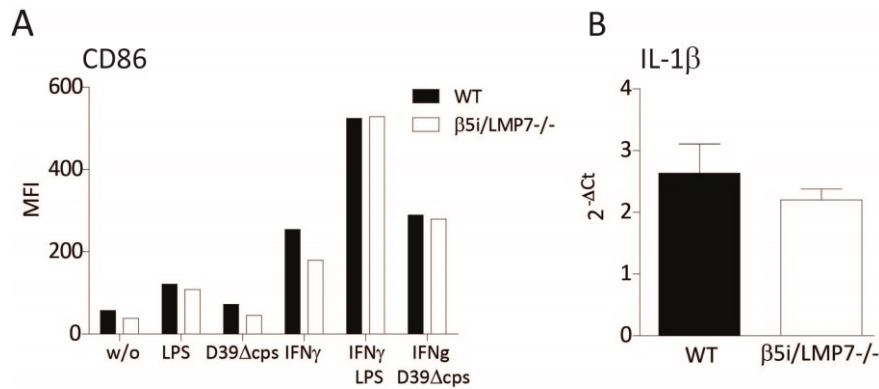 A
CD86
600
400
200
0
MFI
WT
β5i/LMP7-/-
w/o
LPS
D39Δcps
IFNγ
IFNγ
LPS
IFNg
D39Δcps
B
IL-1β
4
3
2
1
0
2^-ΔCt
WT
β5i/LMP7-/-